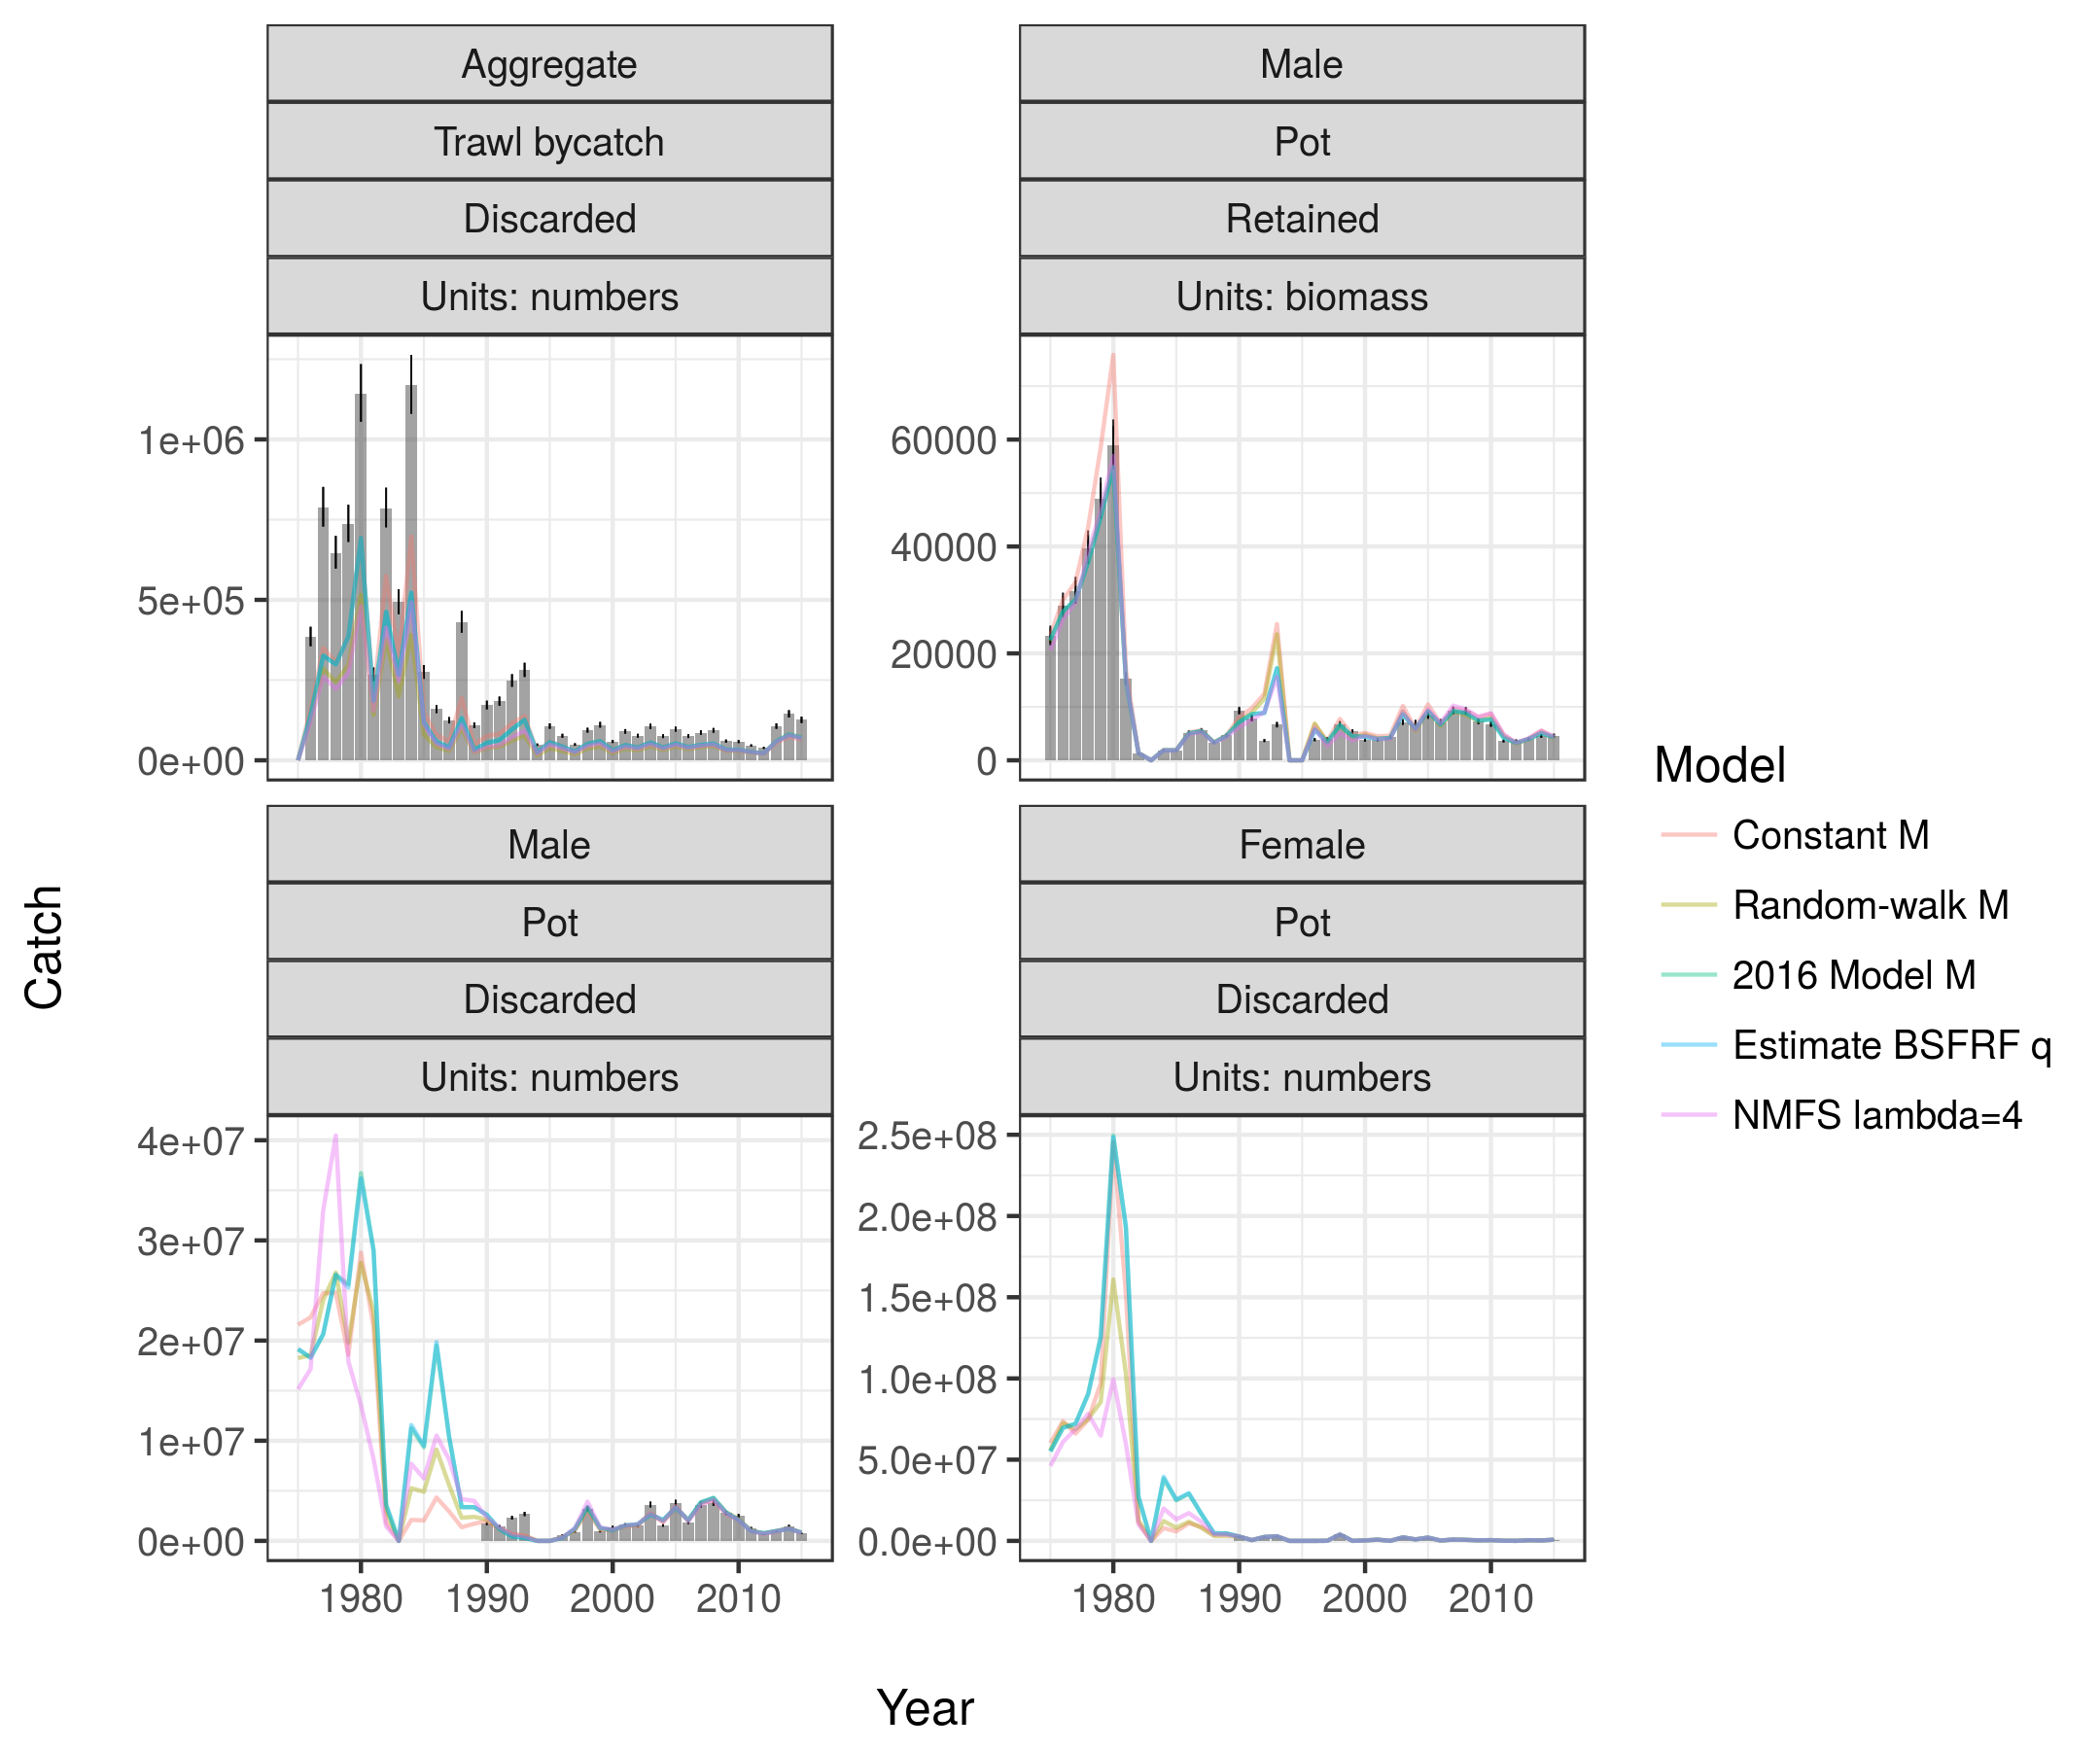 Aggregate
Trawl bycatch
Discarded
Units: numbers
Male
Pot
Retained
Units: biomass
1e+06
5e+05
0e+00
60000
40000
20000
0
Male
Pot
Discarded
Units: numbers
Female
Pot
Discarded
Units: numbers
4e+07
3e+07
2e+07
1e+07
0e+00
2.5e+08
2.0e+08
1.5e+08
1.0e+08
5.0e+07
0.0e+00
1980 1990 2000 2010
1980 1990 2000 2010
Catch
Year
Model
Constant M
Random-walk M
2016 Model M
Estimate BSFRF q
NMFS lambda=4